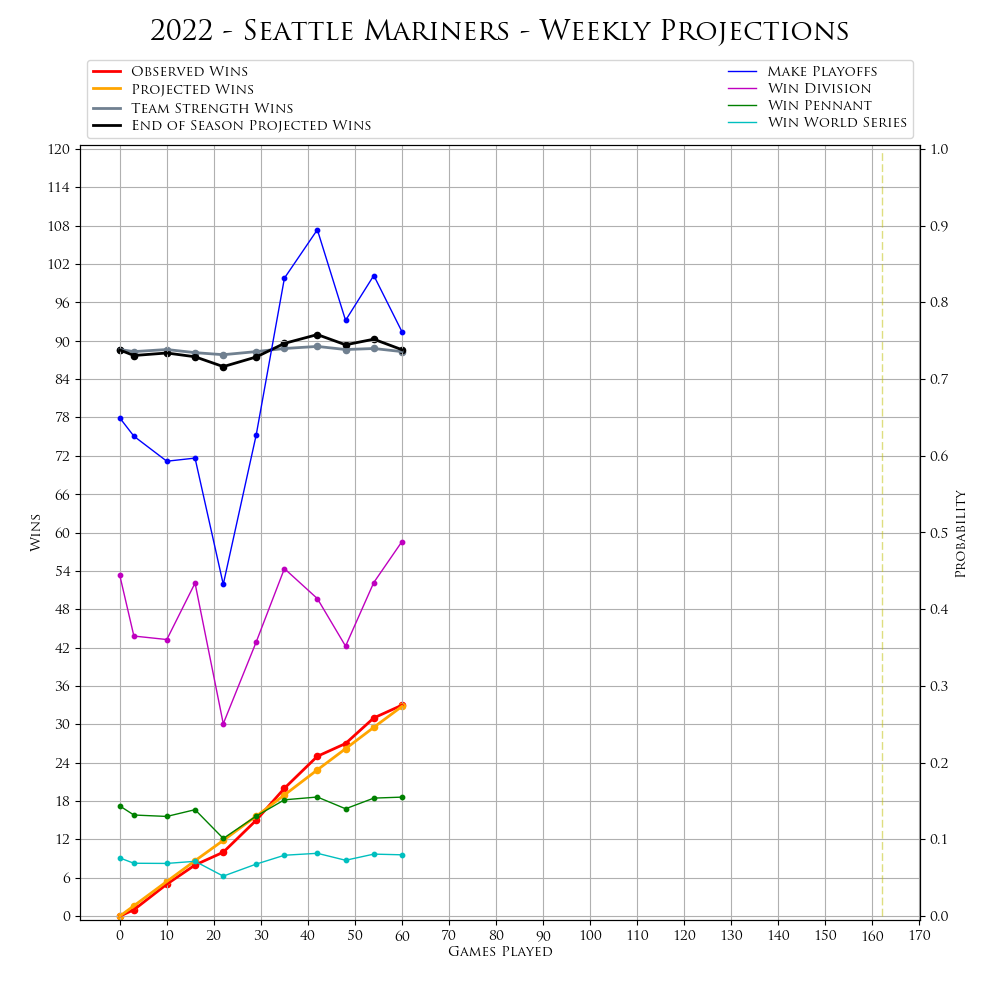 2022 - Seattle Mariners - Weekly Projections
Observed Wins
Projected Wins
Team Strength Wins
End of Season Projected Wins
Make Playoffs
Win Division
Win Pennant
Win World Series
120
114
108
102
96
90
84
78
72
66
60
54
48
42
36
30
24
18
12
6
0
Wins
1.0
0.9
0.8
0.7
0.6
0.5
0.4
0.3
0.2
0.1
0.0
Probability
0 10 20 30 40 50 60 70 80 90 100 110 120 130 140 150 160 170
Games Played